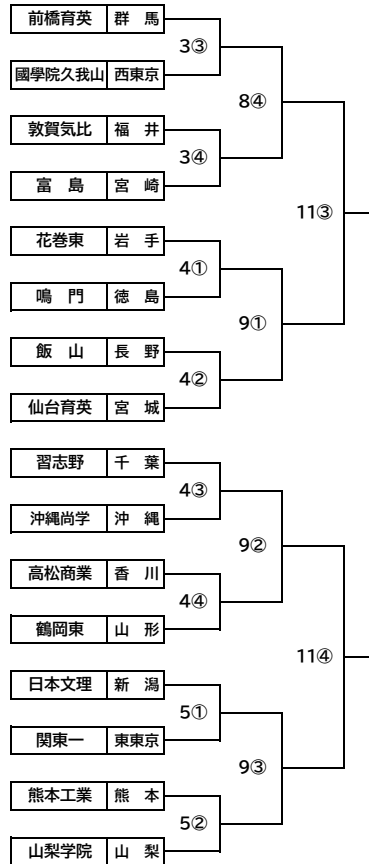 前橋育英 群 馬
3③
國學院久我山 西東京
8④
敦賀気比 福 井
3④
富 島 宮 崎
11③
花巻東 岩 手
4①
鳴 門 徳 島
9①
飯 山 長 野
4②
仙台育英 宮 城
習志野 千 葉
4③
沖縄尚学 沖 縄
9②
高松商業 香 川
4④
鶴岡東 山 形
11④
日本文理 新 潟
5①
関東一 東東京
9③
熊本工業 熊 本
5②
山梨学院 山 梨